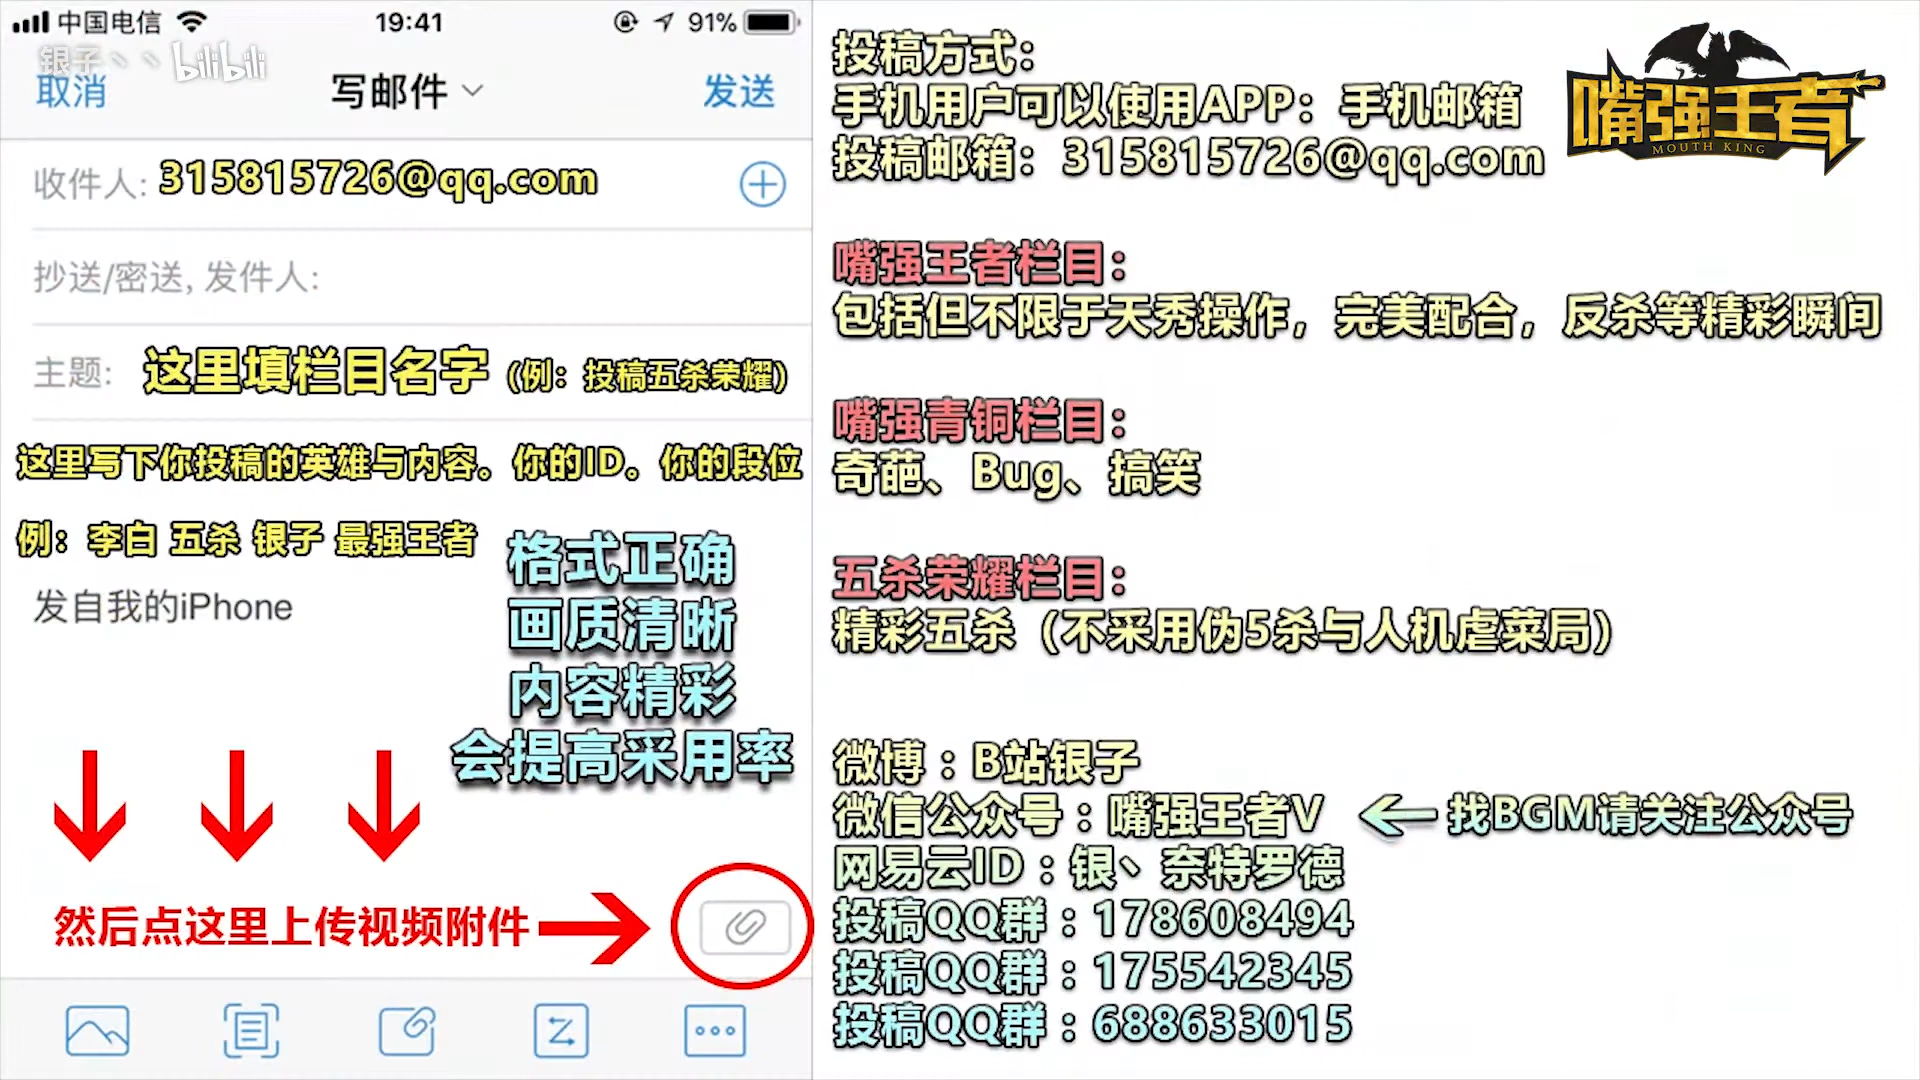 中国电信
19:41
91%
银子丶丶 bilibili
取消
写邮件
发送
收件人: 315815726@qq.com
抄送/密送, 发件人:
主题: 这里填栏目名字 (例：投稿五杀荣耀)
这里写下你投稿的英雄与内容。你的ID。你的段位
例：李白 五杀 银子 最强王者
发自我的iPhone
格式正确
画质清晰
内容精彩
会提高采用率
然后点这里上传视频附件
投稿方式：
手机用户可以使用APP：手机邮箱
投稿邮箱：315815726@qq.com
嘴强王者
MOUTH KING
嘴强王者栏目：
包括但不限于天秀操作，完美配合，反杀等精彩瞬间
嘴强青铜栏目：
奇葩、Bug、搞笑
五杀荣耀栏目：
精彩五杀（不采用伪5杀与人机虐菜局）
微博：B站银子
微信公众号：嘴强王者V 找BGM请关注公众号
网易云ID：银丶奈特罗德
投稿QQ群：178608494
投稿QQ群：175542345
投稿QQ群：688633015